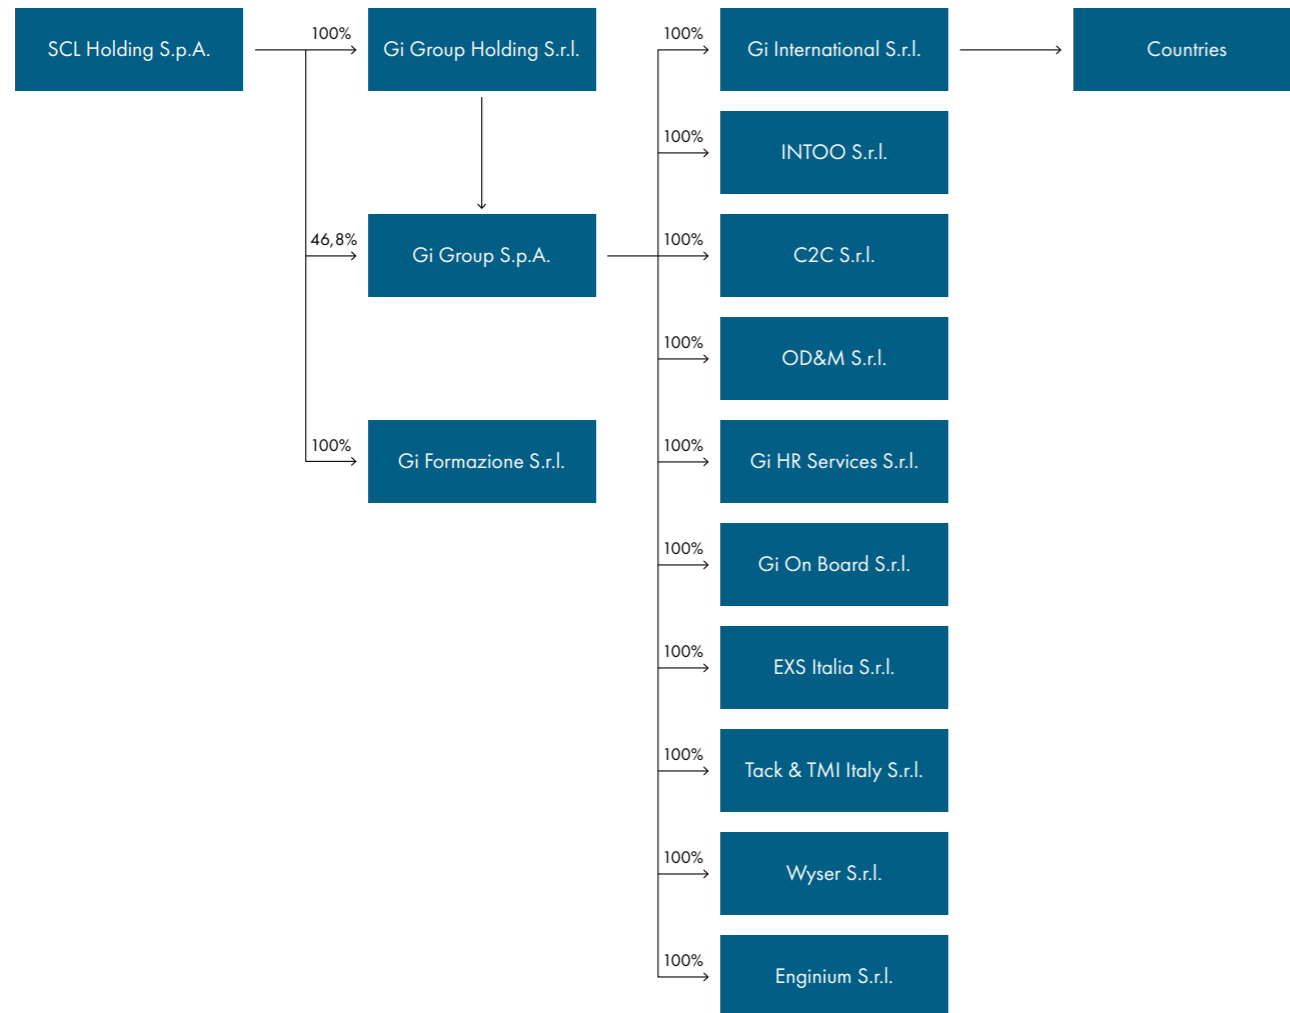 SCL Holding S.p.A.
100%
Gi Group Holding S.r.l.
100%
Gi International S.r.l.
Countries
100%
INTOO S.r.l.
46,8%
Gi Group S.p.A.
100%
C2C S.r.l.
100%
OD&M S.r.l.
100%
Gi Formazione S.r.l.
100%
Gi HR Services S.r.l.
100%
Gi On Board S.r.l.
100%
EXS Italia S.r.l.
100%
Tack & TMI Italy S.r.l.
100%
Wyser S.r.l.
100%
Enginium S.r.l.